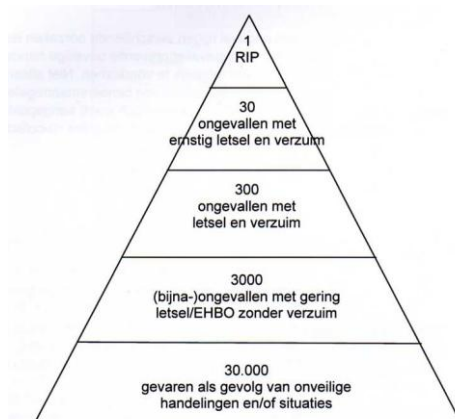 1
RIP
30
ongevallen met
ernstig letsel en verzuim
300
ongevallen met
letsel en verzuim
3000
(bijna-)ongevallen met gering
letsel/EHBO zonder verzuim
30.000
gevaren als gevolg van onveilige
handelingen en/of situaties